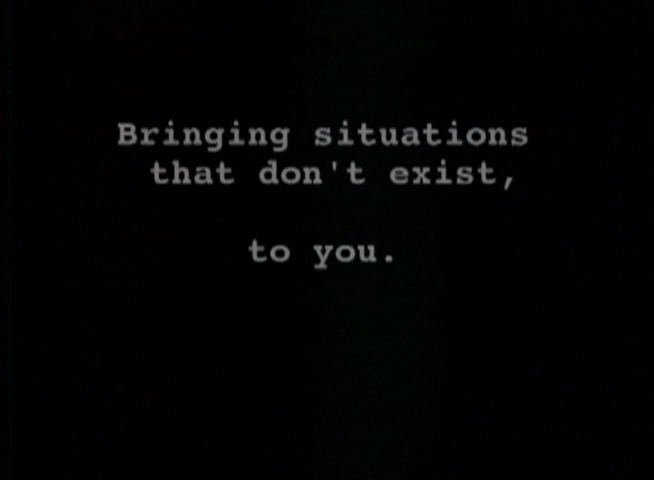 Bringing situations
that don't exist,
to you.